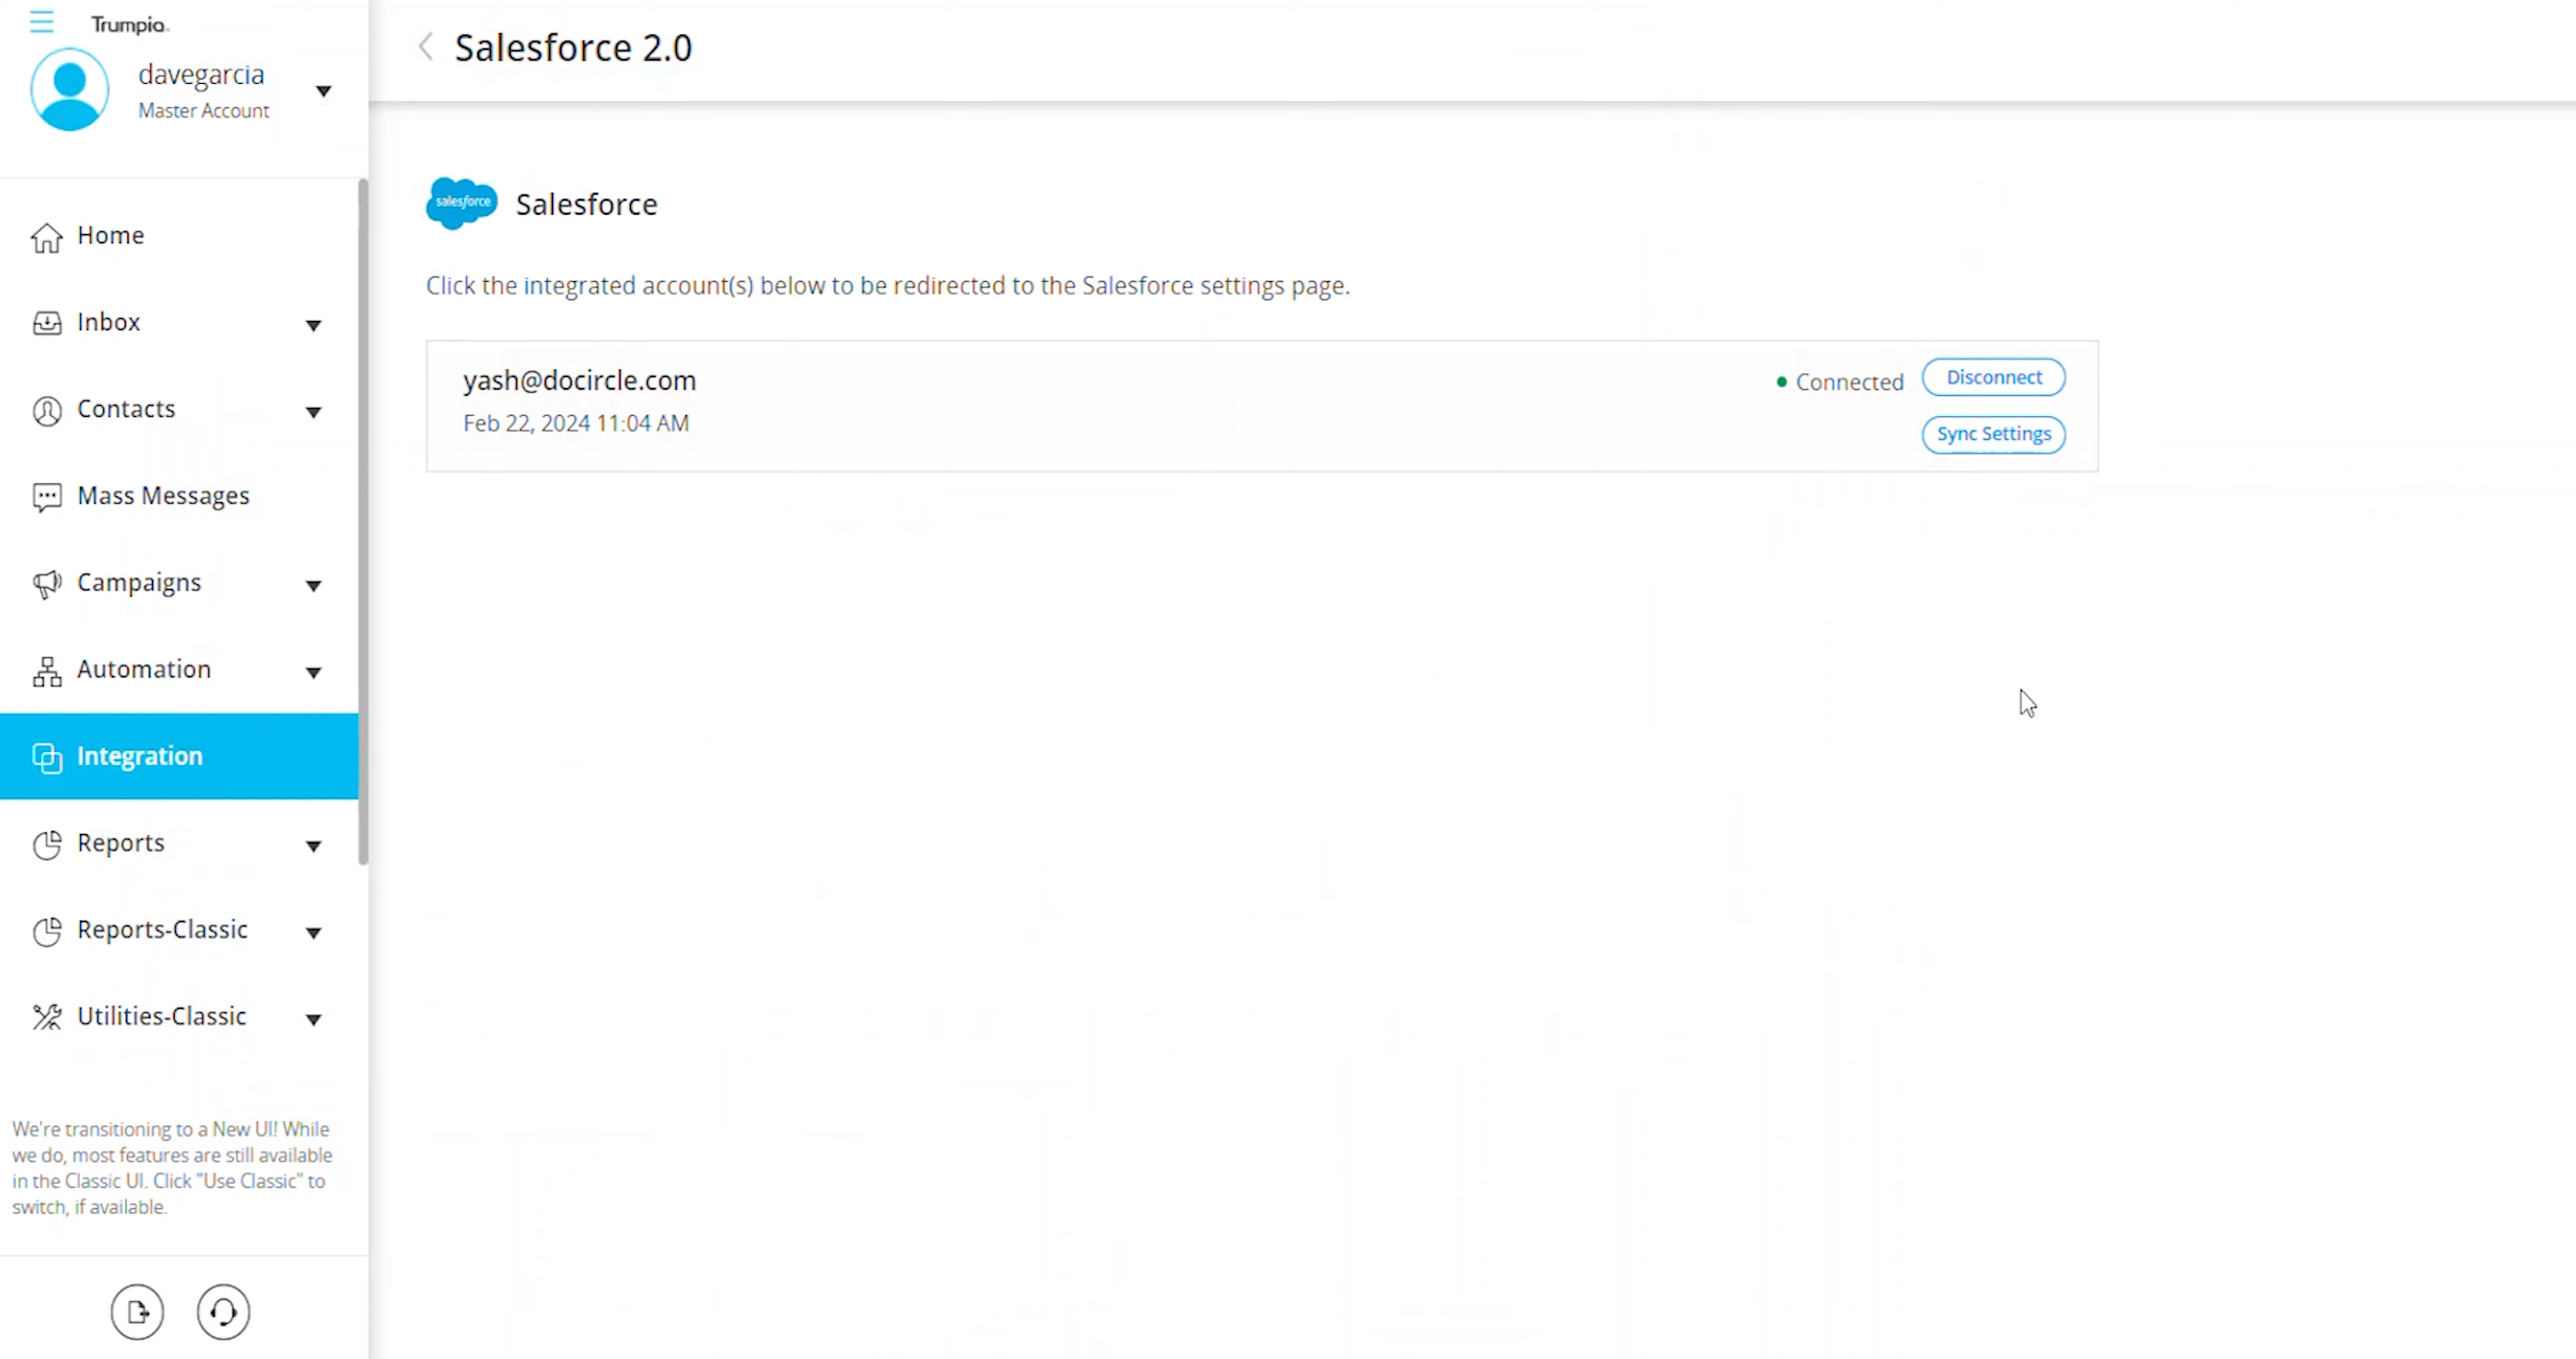 Trumpia
davegarcia
Master Account
Home
Inbox
Contacts
Mass Messages
Campaigns
Automation
Integration
Reports
Reports-Classic
Utilities-Classic
We're transitioning to a New UI! While
we do, most features are still available
in the Classic UI. Click "Use Classic" to
switch, if available.
Salesforce 2.0
salesforce
Salesforce
Click the integrated account(s) below to be redirected to the Salesforce settings page.
yash@docircle.com
Connected
Disconnect
Feb 22, 2024 11:04 AM
Sync Settings